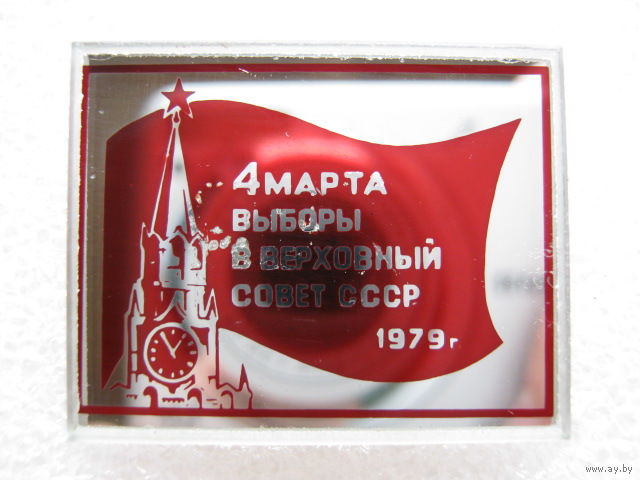 4 МАРТА
ВЫБОРЫ
В ВЕРХОВНЫЙ
СОВЕТ СССР
1979 г
www.ay.by